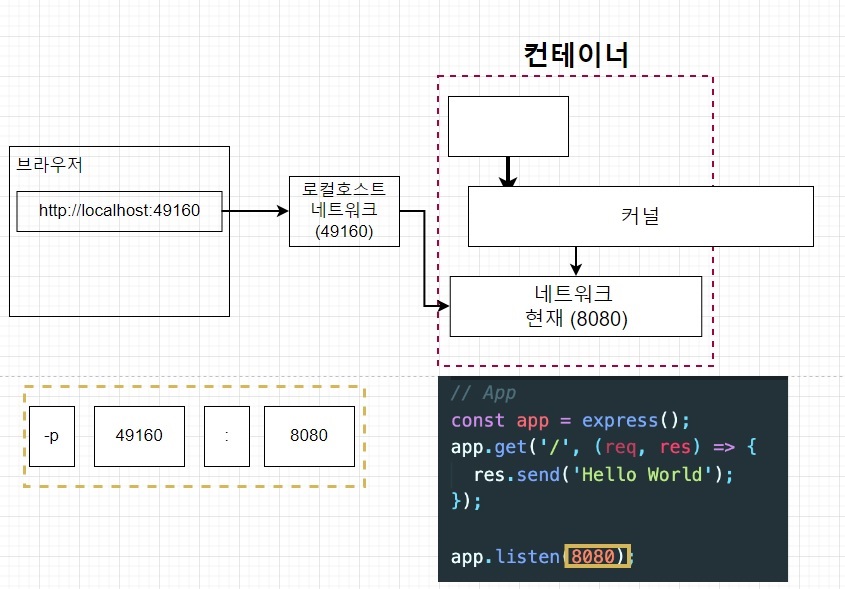 컨테이너
브라우저
http://localhost:49160
로컬호스트
네트워크
(49160)
커널
네트워크
현재 (8080)
-p
49160
:
8080
// App
const app = express();
app.get('/', (req, res) => {
  res.send('Hello World');
});
app.listen(8080);